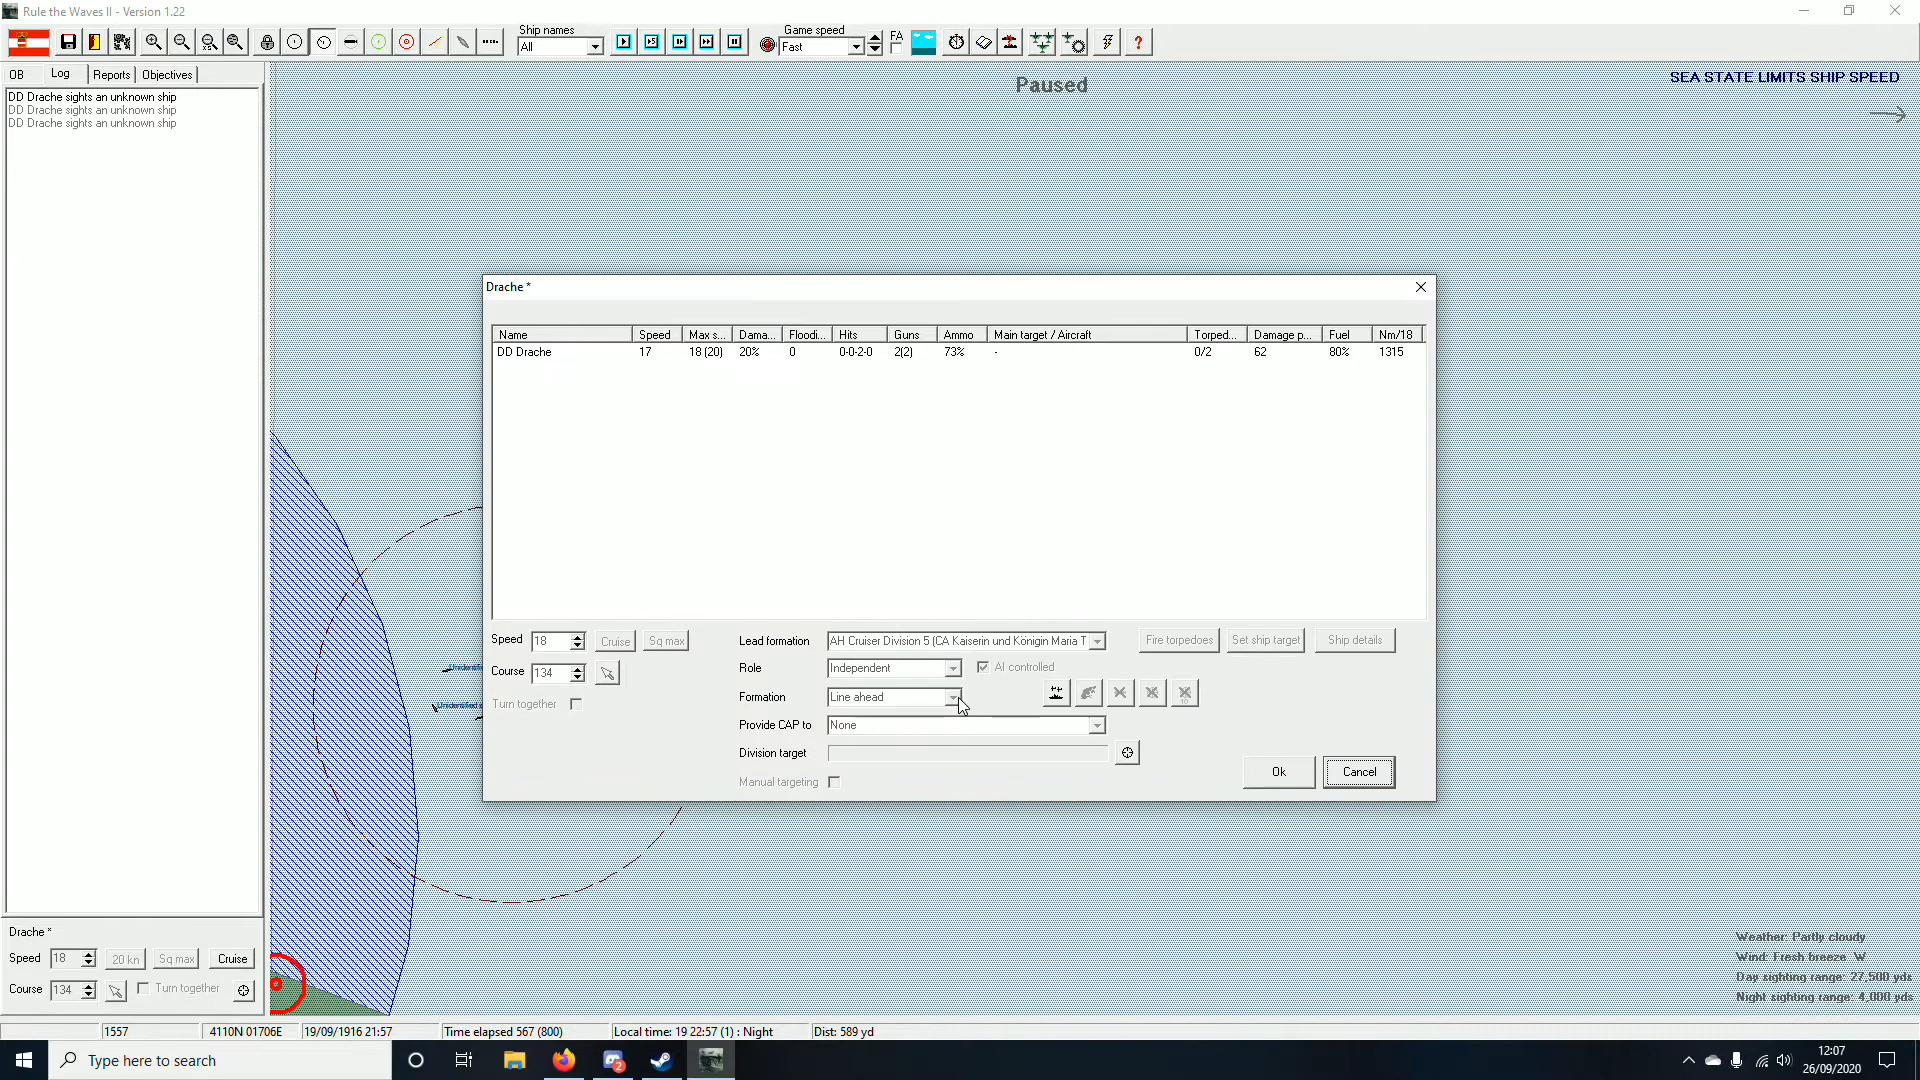 Rule the Waves II - Version 1.22
Ship names
All
Game speed
Fast
FA
OB
Log
Reports
Objectives
Paused
SEA STATE LIMITS SHIP SPEED
DD Drache sights an unknown ship
DD Drache sights an unknown ship
DD Drache sights an unknown ship
Drache *
Name Speed Max s... Dama... Floodi... Hits Guns Ammo Main target / Aircraft Torped... Damage p... Fuel Nm/18
DD Drache 17 18 (20) 20% 0 0-0-2-0 2(2) 73% - 0/2 62 80% 1315
Speed 18 Cruise Sq max
Course 134
Turn together
Lead formation AH Cruiser Division 5 (CA Kaiserin und Königin Maria T
Role Independent AI controlled
Formation Line ahead
Provide CAP to None
Division target
Manual targeting
Fire torpedoes Set ship target Ship details
10
Ok Cancel
Drache *
Speed 18 20 kn Sq max Cruise
Course 134 Turn together
Weather: Partly cloudy
Wind: Fresh breeze W
Day sighting range: 27,500 yds
Night sighting range: 4,000 yds
1557 4110N 01706E 19/09/1916 21:57 Time elapsed 567 (800) Local time: 19 22:57 (1) : Night Dist: 589 yd
Type here to search
2
12:07
26/09/2020